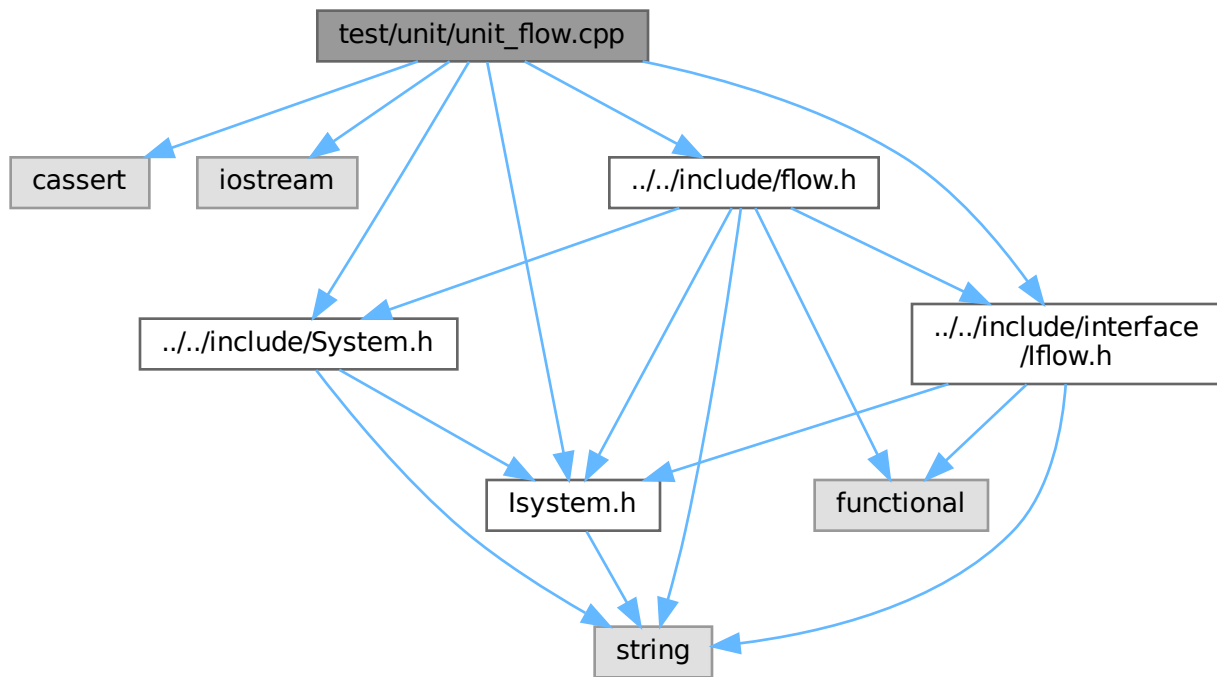 test/unit/unit_flow.cpp
cassert
iostream
../../include/flow.h
../../include/System.h
../../include/interface
/Iflow.h
Isystem.h
functional
string